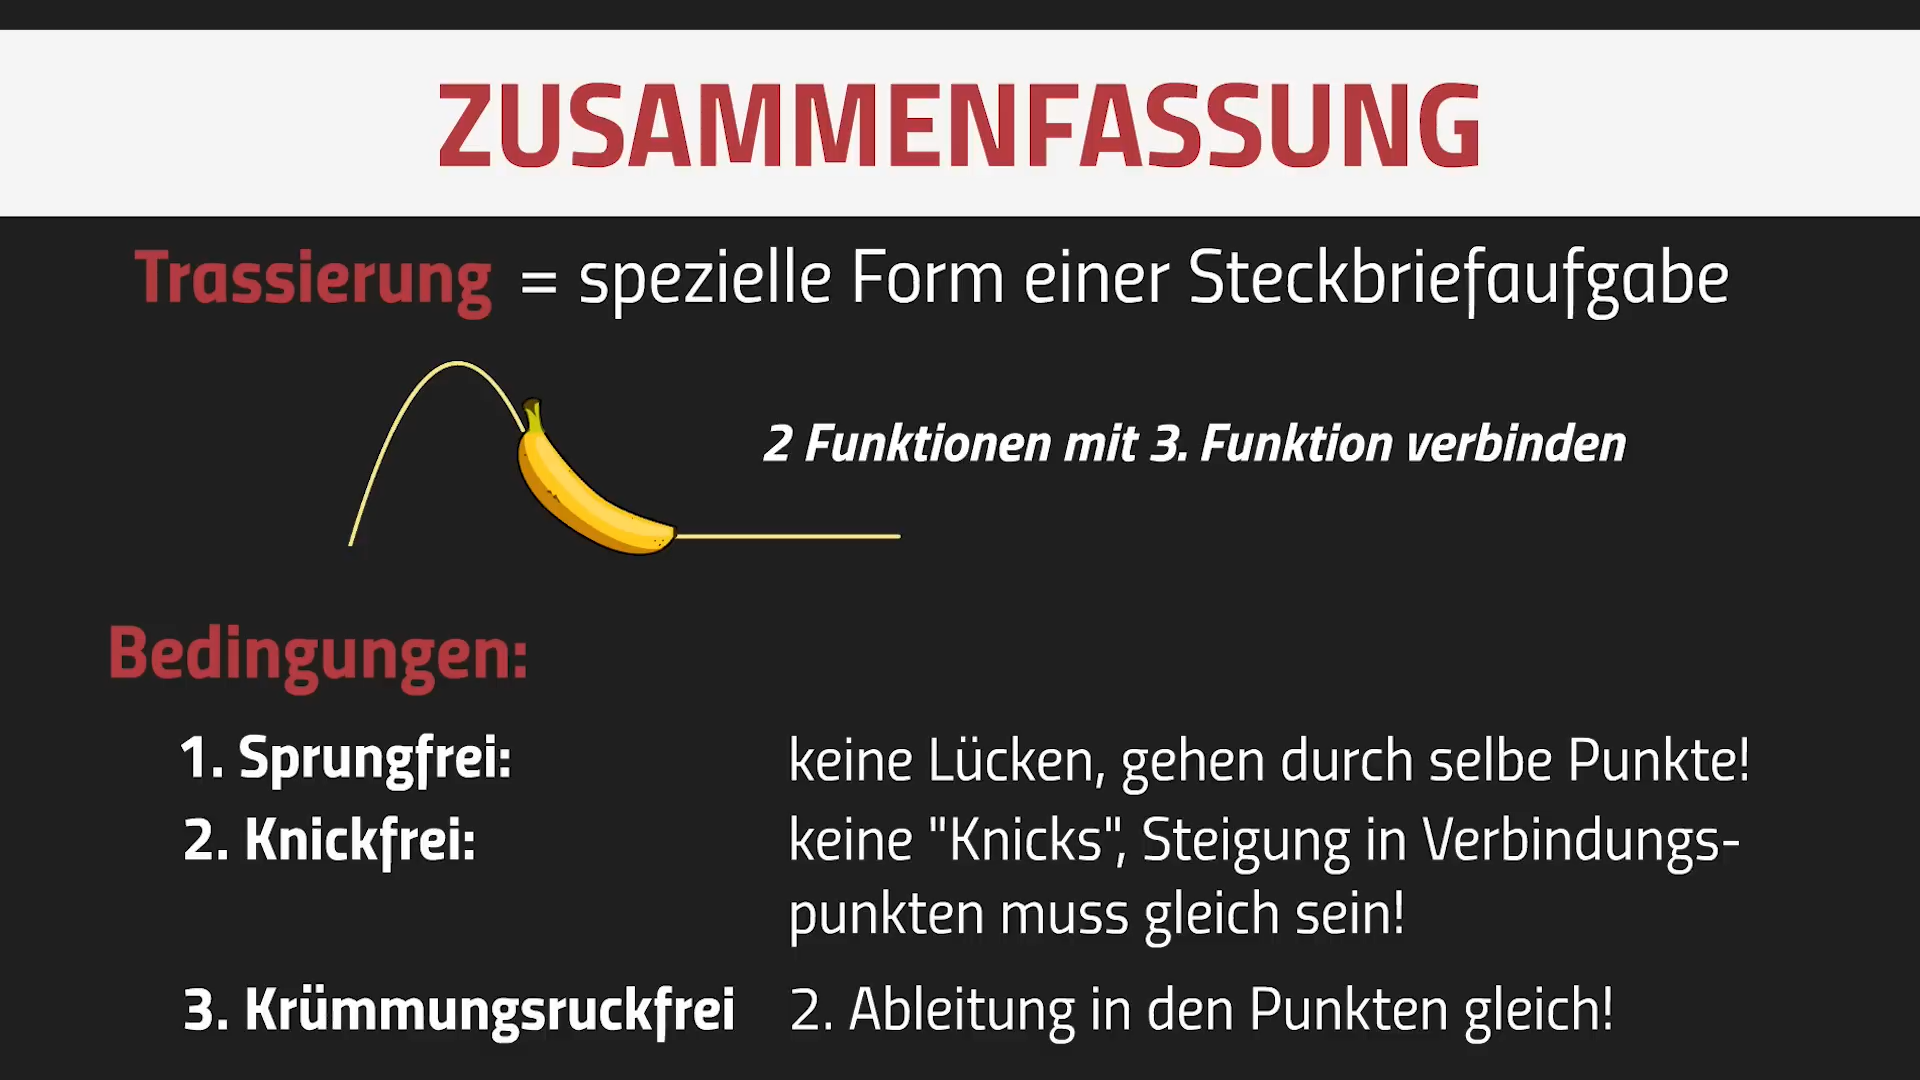 ZUSAMMENFASSUNG
Trassierung = spezielle Form einer Steckbriefaufgabe
2 Funktionen mit 3. Funktion verbinden
Bedingungen:
1. Sprungfrei: keine Lücken, gehen durch selbe Punkte!
2. Knickfrei: keine "Knicks", Steigung in Verbindungs-
punkten muss gleich sein!
3. Krümmungsruckfrei 2. Ableitung in den Punkten gleich!